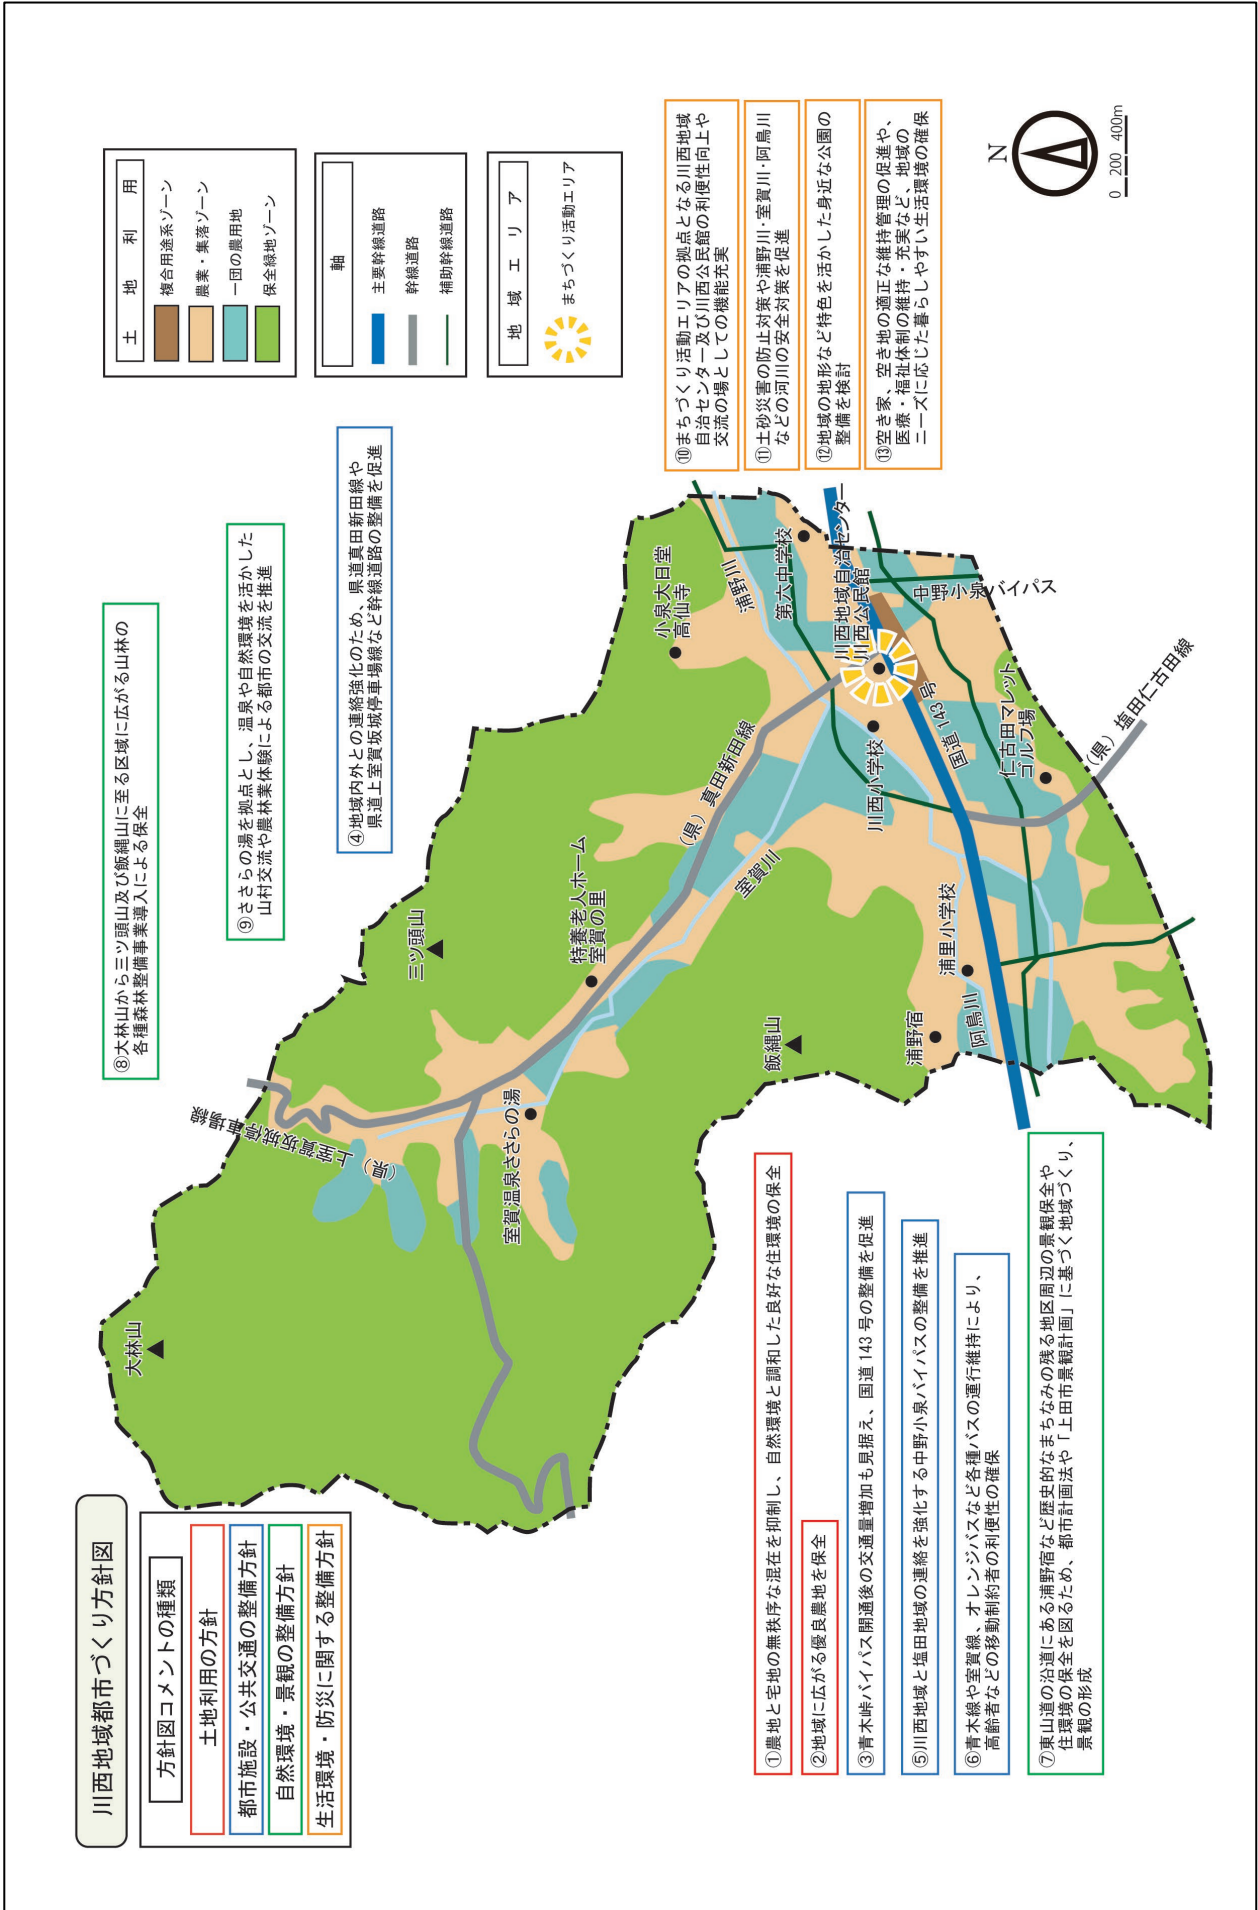 川西地域都市づくり方針図
方針図コメントの種類
土地利用の方針
都市施設・公共交通の整備方針
自然環境・景観の整備方針
生活環境・防災に関する整備方針
⑧大林山から三ツ頭山及び飯縄山に至る区域に広がる山林の
各種森林整備事業導入による保全
⑨ささらの湯を拠点とし、温泉や自然環境を活かした
山村交流や農林業体験による都市の交流を推進
④地域内外との連絡強化のため、県道真田新田線や
県道上室賀坂城停車場線など幹線道路の整備を促進
土地利用
複合用途系ゾーン
農業・集落ゾーン
一団の農用地
保全緑地ゾーン
軸
主要幹線道路
幹線道路
補助幹線道路
地域エリア
まちづくり活動エリア
大林山
（県）上室賀坂城停車場線
三ツ頭山
室賀温泉ささらの湯
特養老人ホーム
室賀の里
（県）真田新田線
室賀川
小泉大日堂
高仙寺
浦野川
第六中学校
川西地域自治センター
川西公民館
飯縄山
川西小学校
国道 143 号
中野小泉バイパス
浦野宿
浦里小学校
阿鳥川
仁古田マレット
ゴルフ場
（県）塩田仁古田線
①農地と宅地の無秩序な混在を抑制し、自然環境と調和した良好な住環境の保全
②地域に広がる優良農地を保全
③青木峠バイパス開通後の交通量増加も見据え、国道 143 号の整備を促進
⑤川西地域と塩田地域の連絡を強化する中野小泉バイパスの整備を推進
⑥青木線や室賀線、オレンジバスなど各種バスの運行維持により、
高齢者などの移動制約者の利便性の確保
⑦東山道の沿道にある浦野宿など歴史的なまちなみの残る地区周辺の景観保全や
住環境の保全を図るため、都市計画法や「上田市景観計画」に基づく地域づくり、
景観の形成
⑩まちづくり活動エリアの拠点となる川西地域
自治センター及び川西公民館の利便性向上や
交流の場としての機能充実
⑪土砂災害の防止対策や浦野川・室賀川・阿鳥川
などの河川の安全対策を促進
⑫地域の地形など特色を活かした身近な公園の
整備を検討
⑬空き家、空き地の適正な維持管理の促進や、
医療・福祉体制の維持・充実など、地域の
ニーズに応じた暮らしやすい生活環境の確保
N
0 200 400m